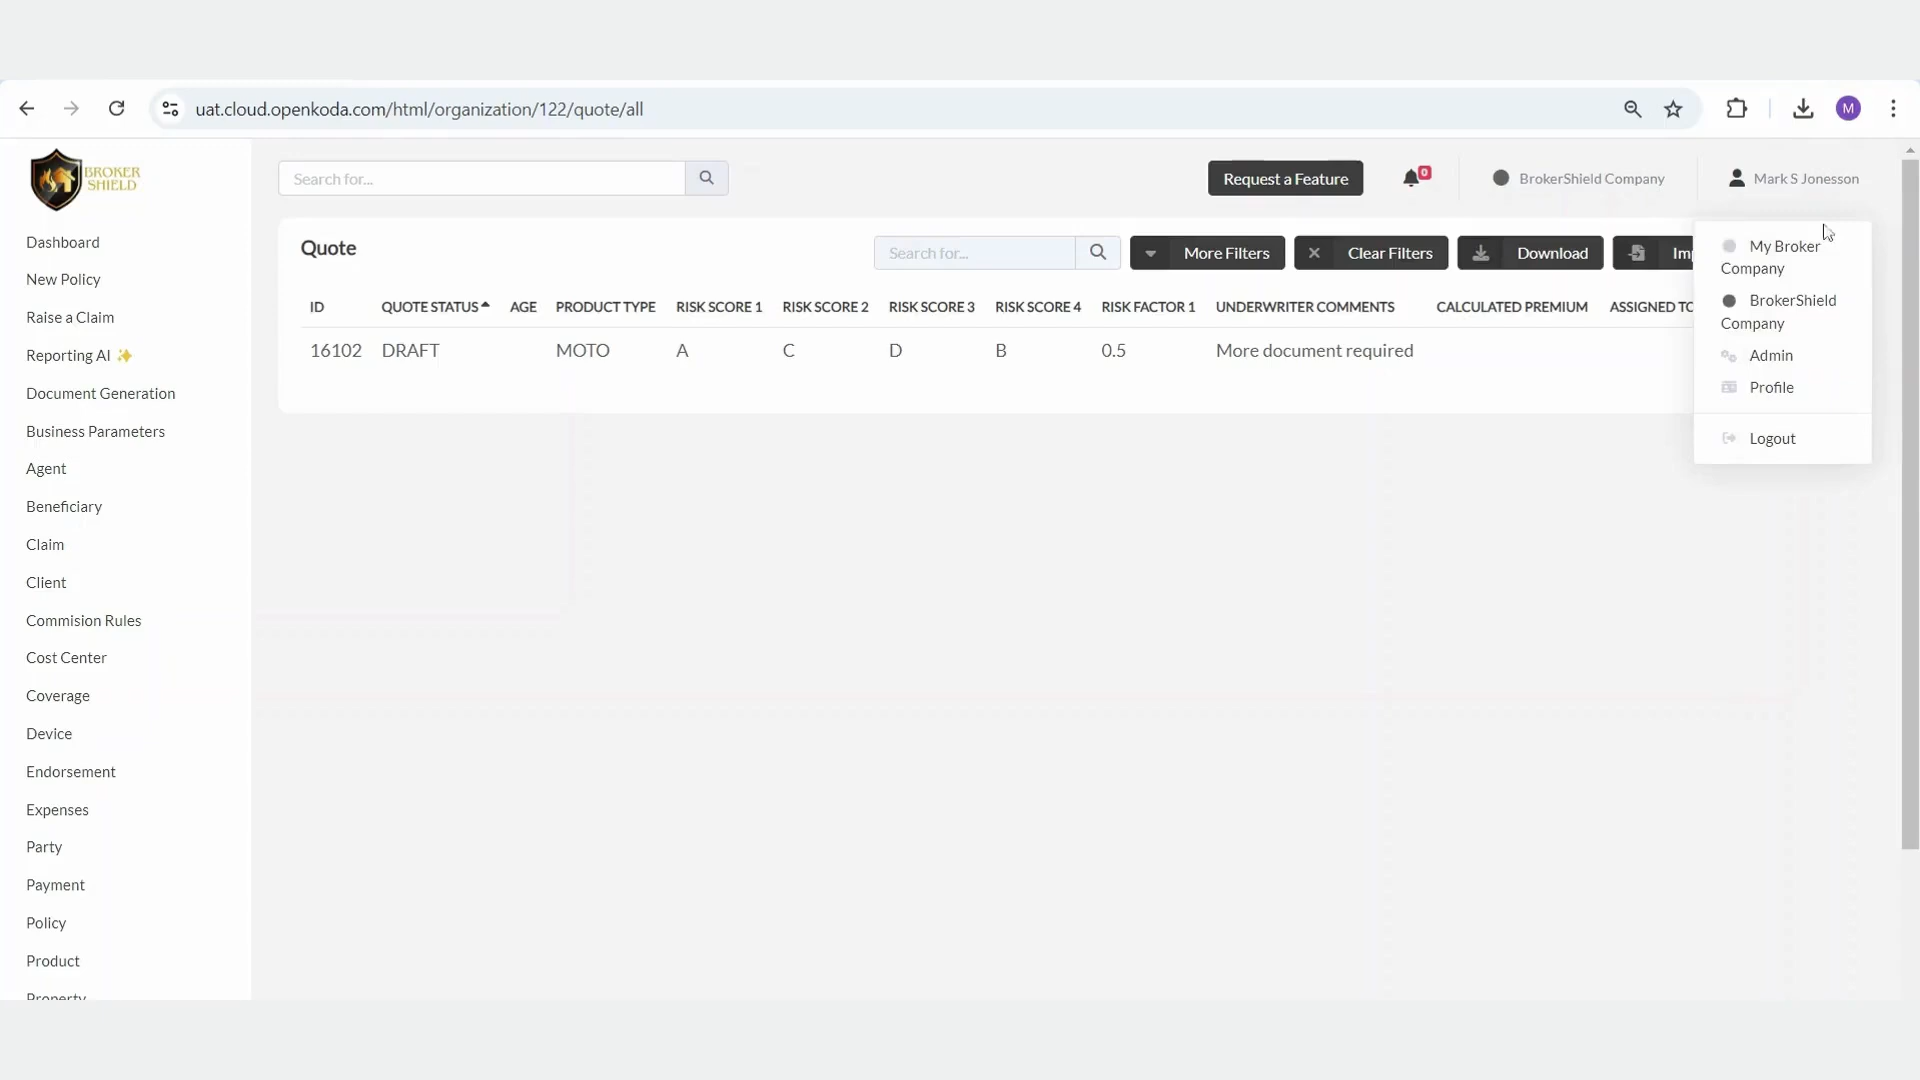 uat.cloud.openkoda.com/html/organization/122/quote/all
M
BROKER
SHIELD
Search for...
Request a Feature
0
BrokerShield Company
Mark S Jonesson
Dashboard
New Policy
Raise a Claim
Reporting AI ✨
Document Generation
Business Parameters
Agent
Beneficiary
Claim
Client
Commision Rules
Cost Center
Coverage
Device
Endorsement
Expenses
Party
Payment
Policy
Product
Property
Quote
Search for...
More Filters
Clear Filters
Download
Im
ID QUOTE STATUS AGE PRODUCT TYPE RISK SCORE 1 RISK SCORE 2 RISK SCORE 3 RISK SCORE 4 RISK FACTOR 1 UNDERWRITER COMMENTS CALCULATED PREMIUM ASSIGNED TO
16102 DRAFT MOTO A C D B 0.5 More document required
My Broker
Company
BrokerShield
Company
Admin
Profile
Logout